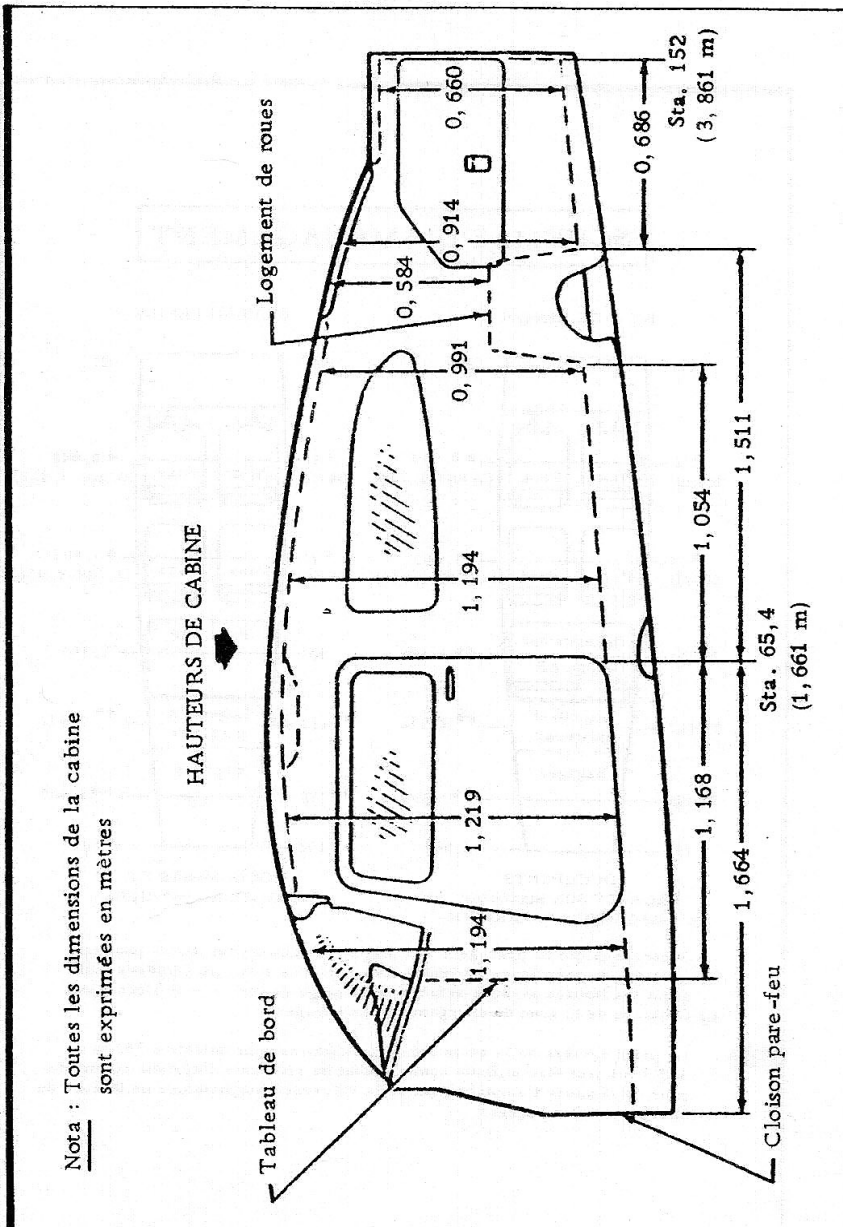 Nota : Toutes les dimensions de la cabine
sont exprimées en mètres
HAUTEURS DE CABINE
Tableau de bord
Logement de roues
1,194
1,219
1,194
0,991
0,584
0,914
0,660
Cloison pare-feu
1,664
1,168
Sta. 65,4
(1,661 m)
1,054
1,511
0,686
Sta. 152
(3,861 m)